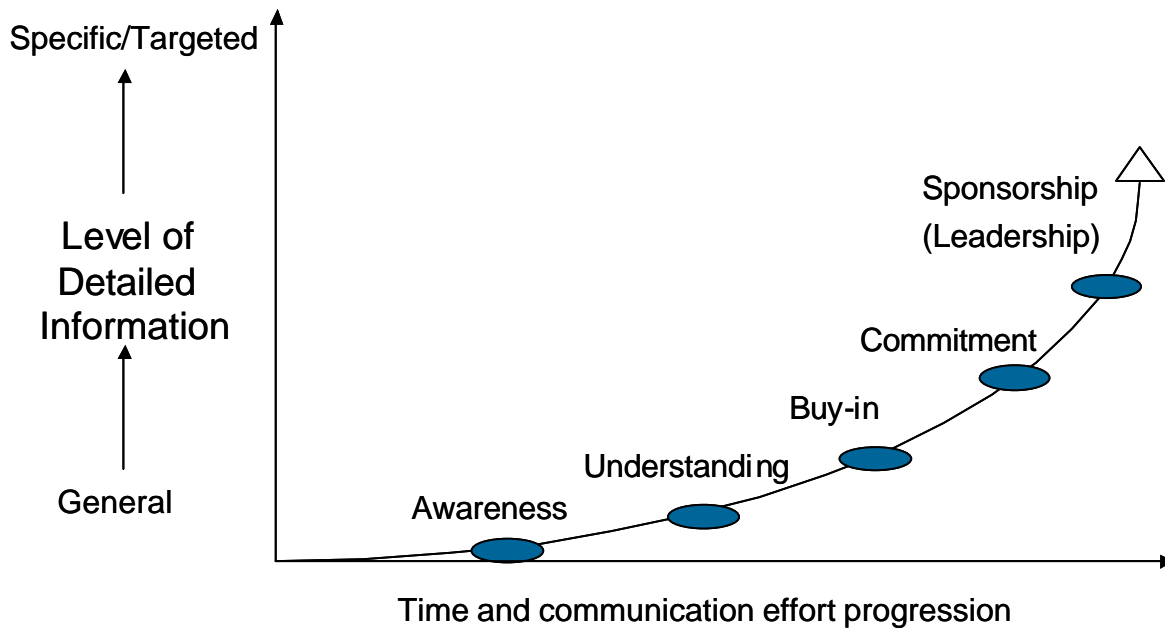 Specific/Targeted
Level of
Detailed
Information
General
Sponsorship
(Leadership)
Commitment
Buy-in
Understanding
Awareness
Time and communication effort progression